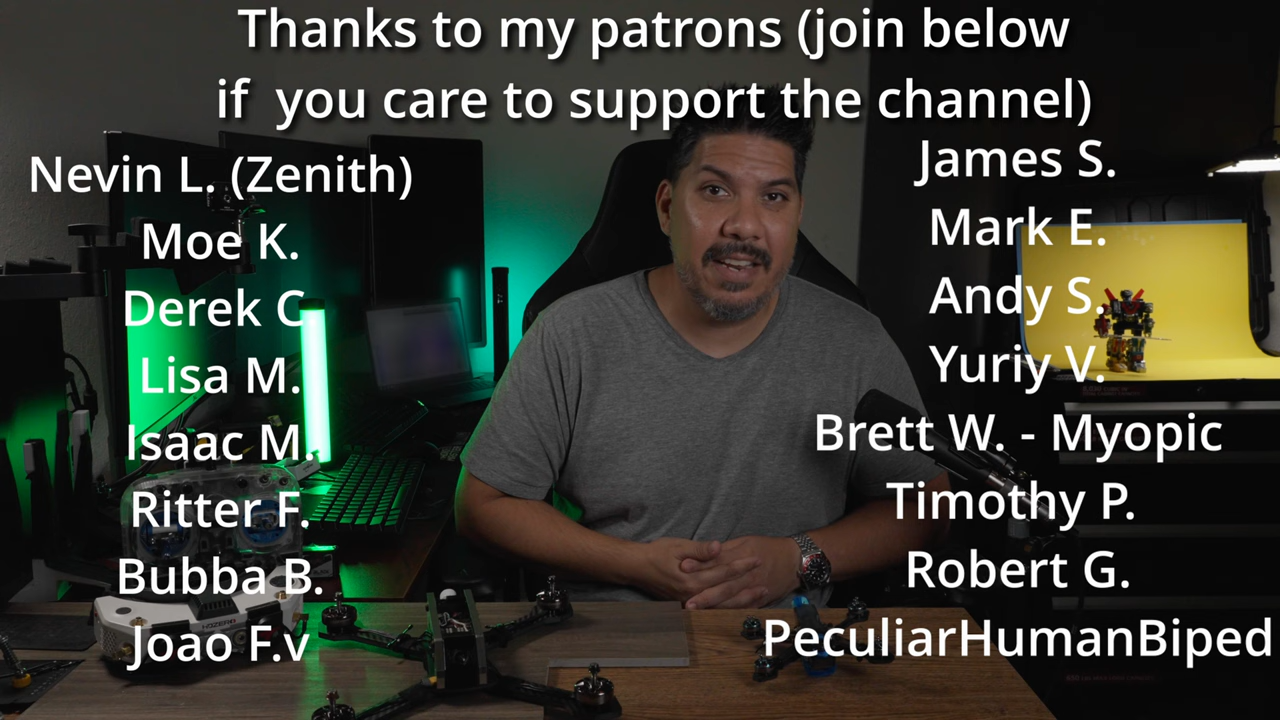 Thanks to my patrons (join below
if you care to support the channel)
Nevin L. (Zenith)
Moe K.
Derek C.
Lisa M.
Isaac M.
Ritter F.
Bubba B.
Joao F.v
James S.
Mark E.
Andy S.
Yuriy V.
Brett W. - Myopic
Timothy P.
Robert G.
PeculiarHumanBiped